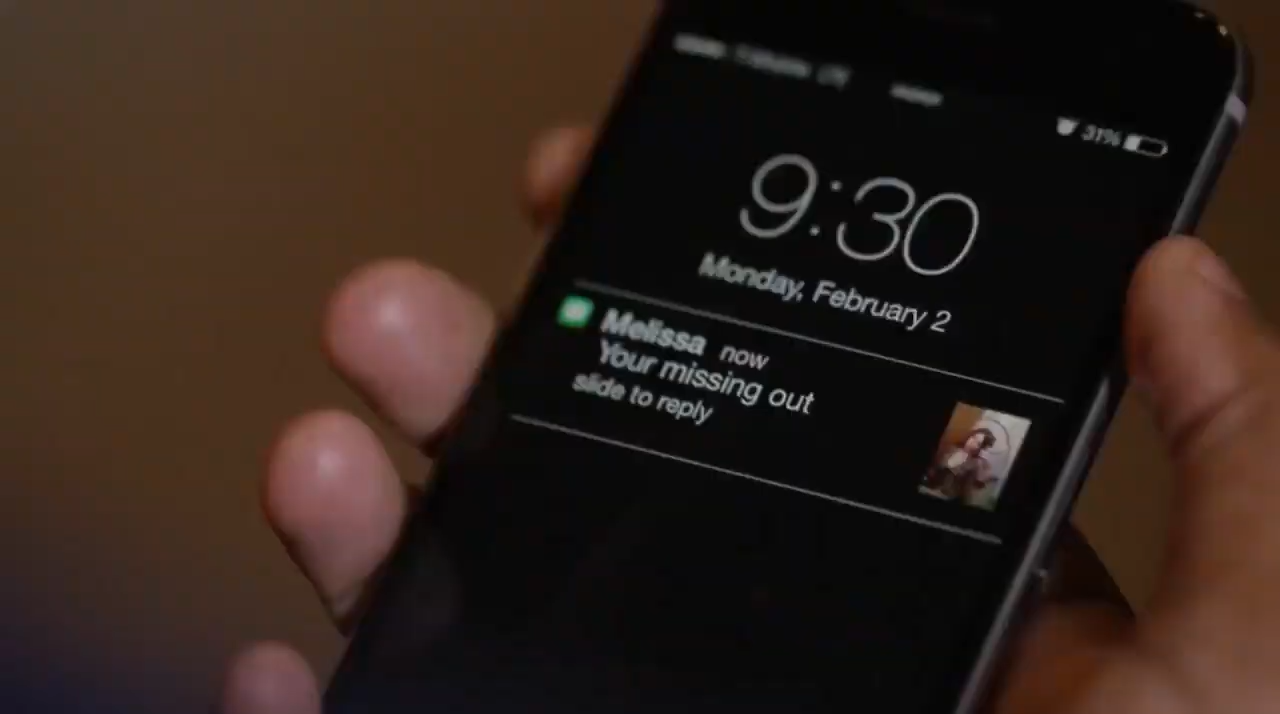 31%
9:30
Monday, February 2
Melissa now
Your missing out
slide to reply